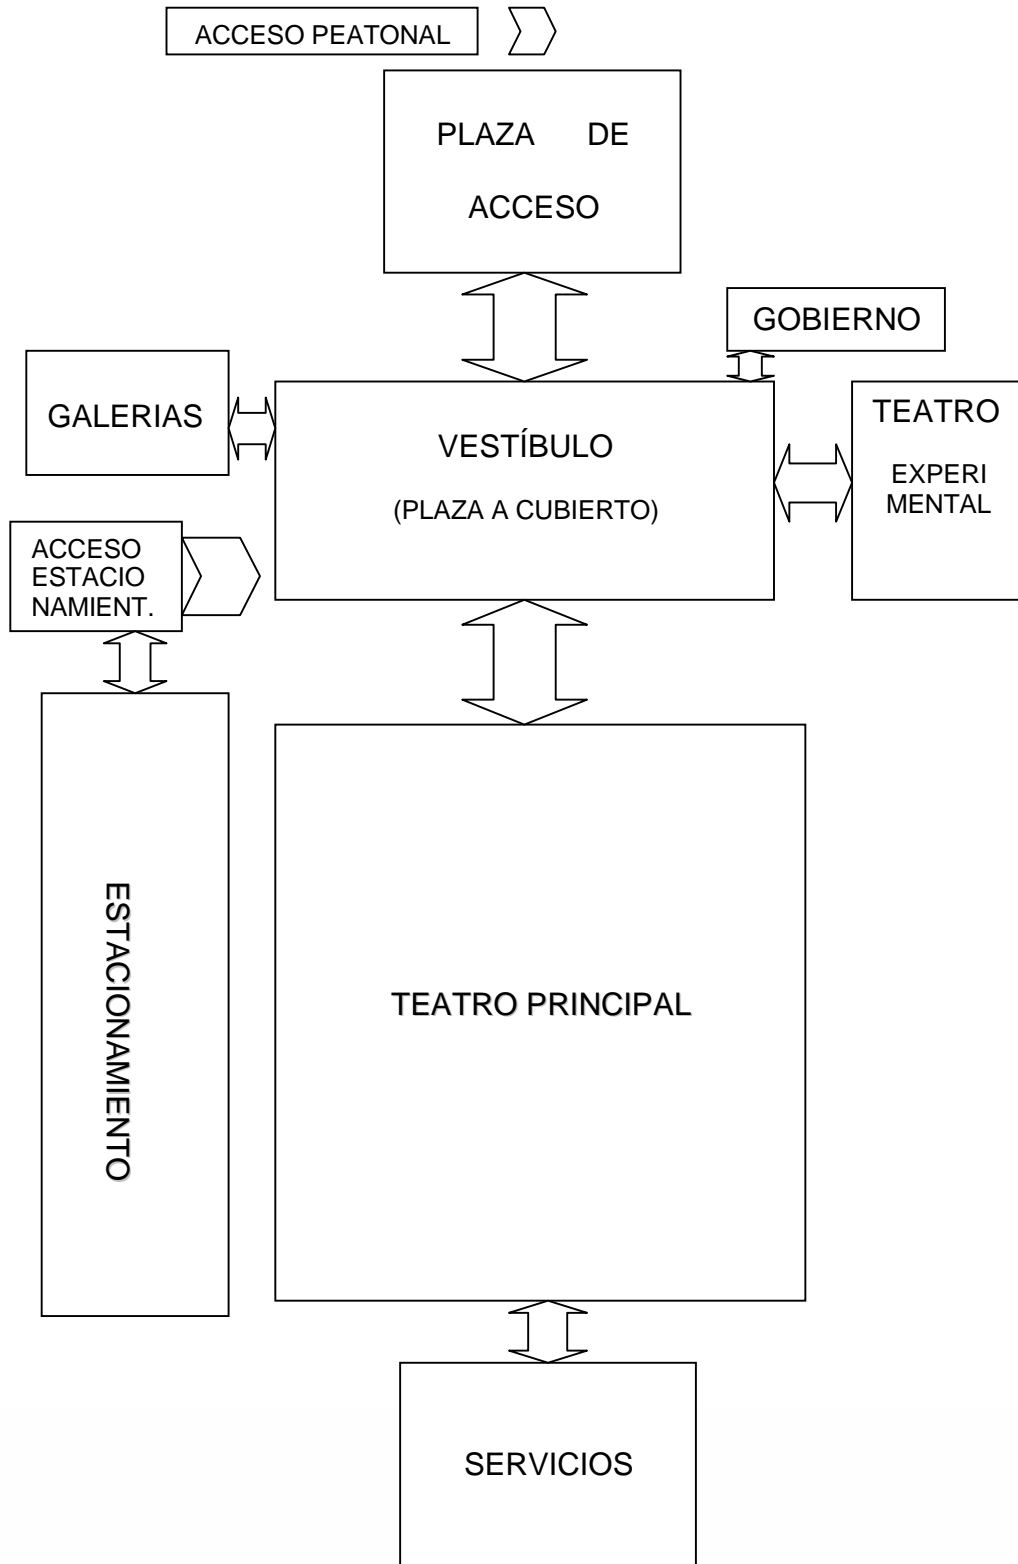 ACCESO PEATONAL
PLAZA DE
ACCESO
GOBIERNO
GALERIAS
VESTÍBULO
(PLAZA A CUBIERTO)
TEATRO
EXPERI
MENTAL
ACCESO
ESTACIO
NAMIENT.
ESTACIONAMIENTO
TEATRO PRINCIPAL
SERVICIOS